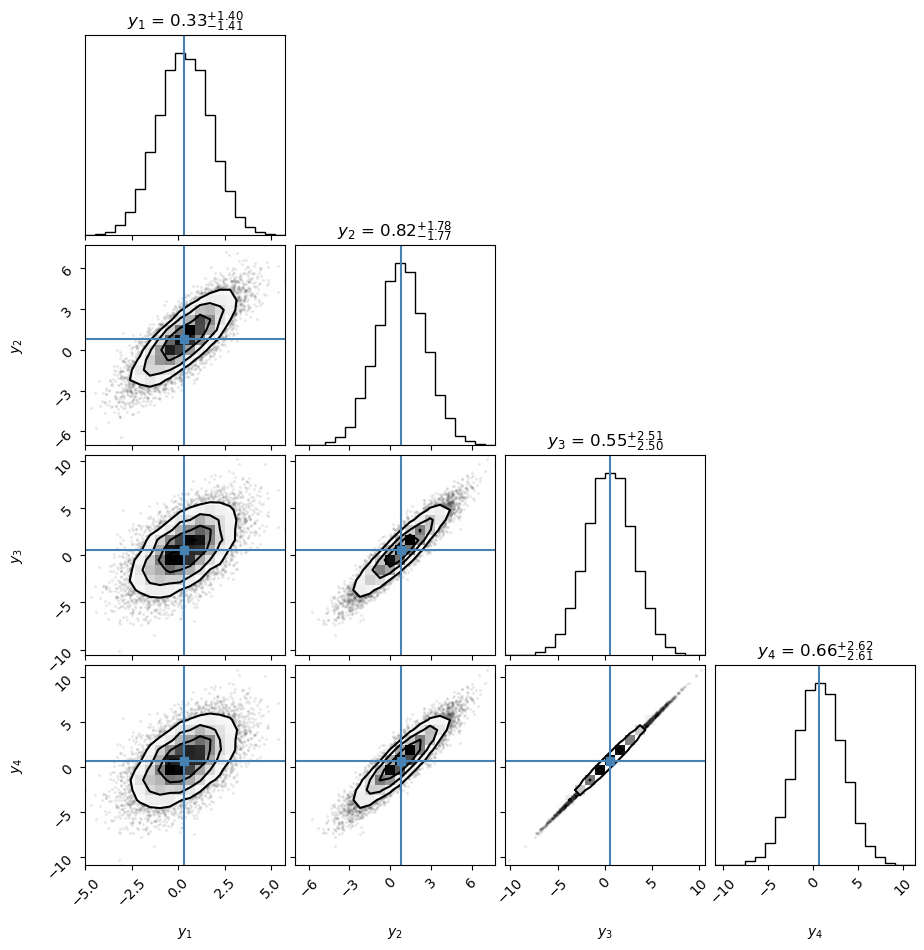 y₁ = 0.33+1.40−1.41
6
3
0
−3
−6
y₂
y₂ = 0.82+1.78−1.77
10
5
0
−5
−10
y₃
y₃ = 0.55+2.51−2.50
10
5
0
−5
−10
y₄
y₄ = 0.66+2.62−2.61
−5.0 −2.5 0.0 2.5 5.0 −6 −3 0 3 6 −10 −5 0 5 10 −10 −5 0 5 10
y₁ y₂ y₃ y₄